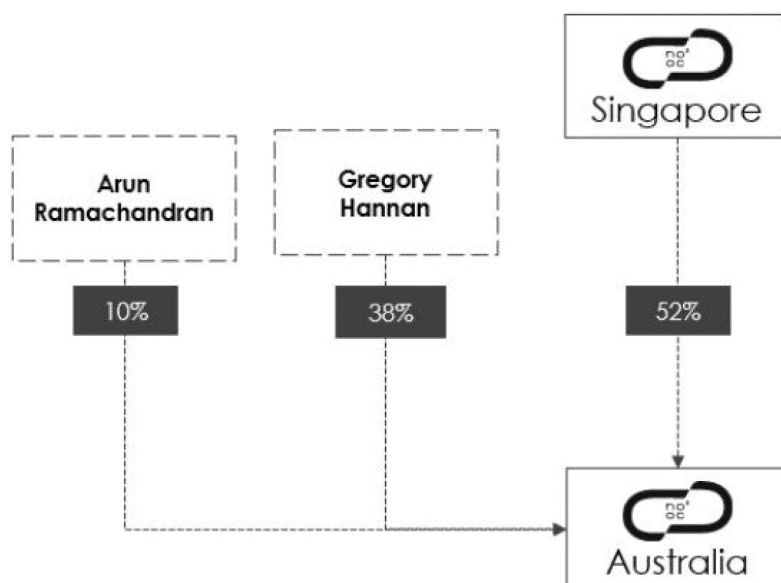 Singapore
Arun
Ramachandran
Gregory
Hannan
10%
38%
52%
Australia